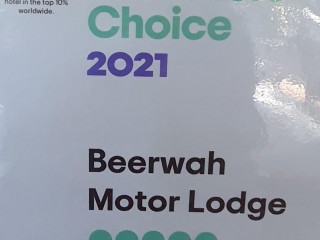 hotel in the top 10%
worldwide.
Choice
2021
Beerwah
Motor Lodge